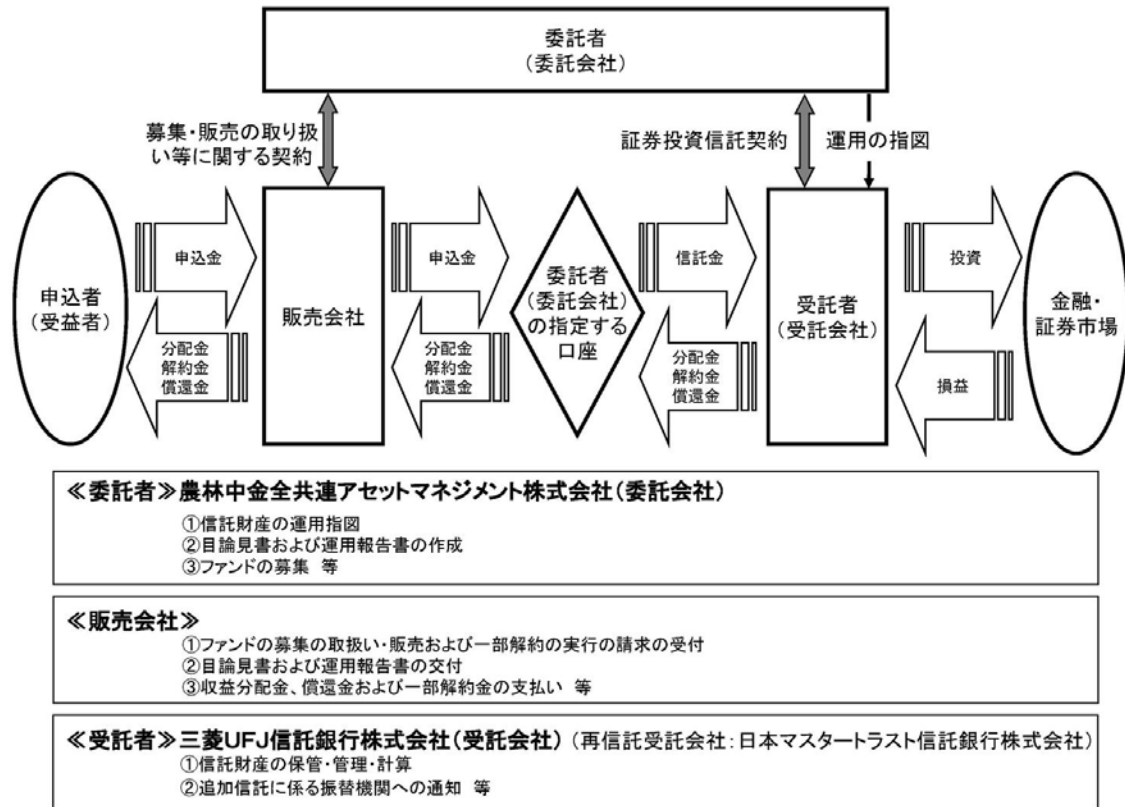 委託者
(委託会社)
募集・販売の取り扱
い等に関する契約
証券投資信託契約
運用の指図
申込者
(受益者)
申込金
分配金
解約金
償還金
販売会社
申込金
分配金
解約金
償還金
委託者
(委託会社)
の指定する
口座
信託金
分配金
解約金
償還金
受託者
(受託会社)
投資
損益
金融・
証券市場
≪委託者≫農林中金全共連アセットマネジメント株式会社(委託会社)
①信託財産の運用指図
②目論見書および運用報告書の作成
③ファンドの募集 等
≪販売会社≫
①ファンドの募集の取扱い・販売および一部解約の実行の請求の受付
②目論見書および運用報告書の交付
③収益分配金、償還金および一部解約金の支払い 等
≪受託者≫三菱UFJ信託銀行株式会社(受託会社) (再信託受託会社:日本マスタートラスト信託銀行株式会社)
①信託財産の保管・管理・計算
②追加信託に係る振替機関への通知 等